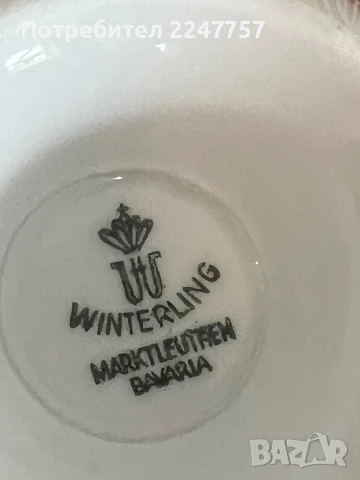 Потребител 2247757
W
WINTERLING
MARKTLEUTHEN
BAVARIA
BAZAR
bg